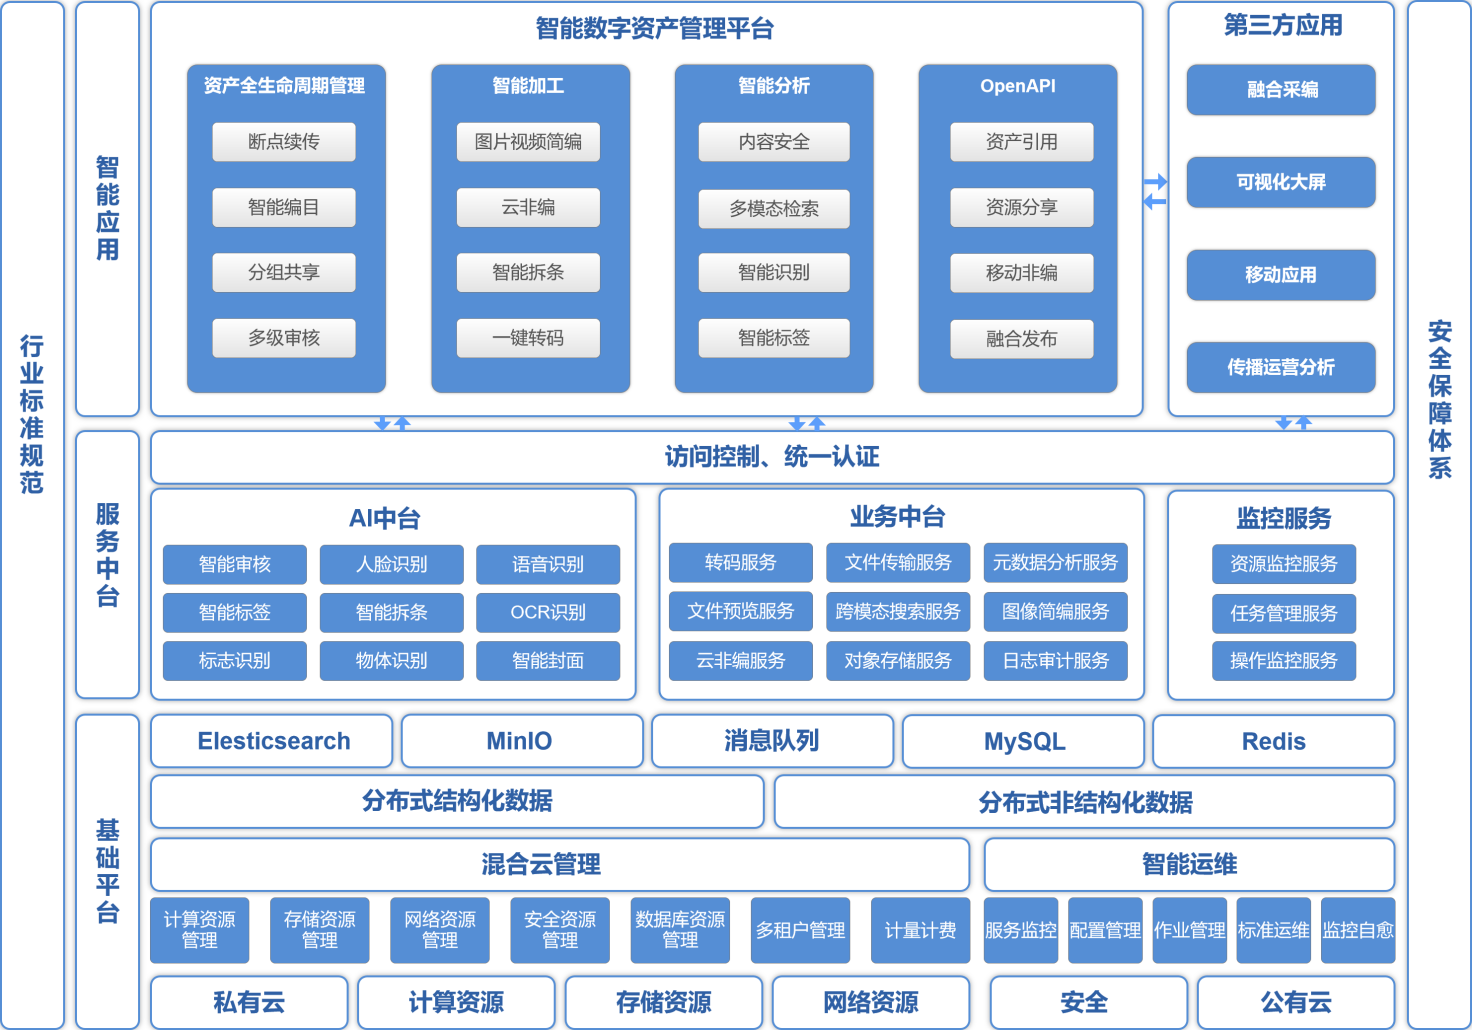 行业标准规范
智能应用
智能数字资产管理平台
资产全生命周期管理
断点续传
智能编目
分组共享
多级审核
智能加工
图片视频简编
云非编
智能拆条
一键转码
智能分析
内容安全
多模态检索
智能识别
智能标签
OpenAPI
资产引用
资源分享
移动非编
融合发布
第三方应用
融合采编
可视化大屏
移动应用
传播运营分析
安全保障体系
服务中台
访问控制、统一认证
AI中台
智能审核
人脸识别
语音识别
智能标签
智能拆条
OCR识别
标志识别
物体识别
智能封面
业务中台
转码服务
文件传输服务
元数据分析服务
文件预览服务
跨模态搜索服务
图像简编服务
云非编服务
对象存储服务
日志审计服务
监控服务
资源监控服务
任务管理服务
操作监控服务
基础平台
Elesticsearch
MinIO
消息队列
MySQL
Redis
分布式结构化数据
分布式非结构化数据
混合云管理
智能运维
计算资源
管理
存储资源
管理
网络资源
管理
安全资源
管理
数据库资源
管理
多租户管理
计量计费
服务监控
配置管理
作业管理
标准运维
监控自愈
私有云
计算资源
存储资源
网络资源
安全
公有云